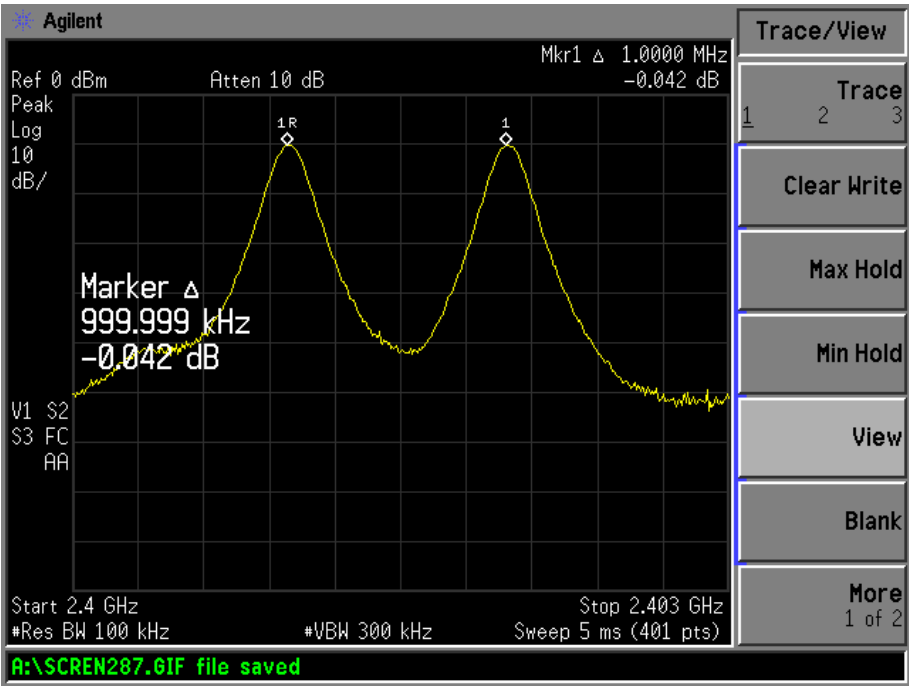 Agilent
Trace/View
Mkr1 Δ 1.0000 MHz
Ref 0 dBm Atten 10 dB -0.042 dB
Peak
Log
10
dB/
1R 1
Marker Δ
999.999 kHz
-0.042 dB
V1 S2
S3 FC
AA
Start 2.4 GHz Stop 2.403 GHz
#Res BW 100 kHz #VBW 300 kHz Sweep 5 ms (401 pts)
A:\SCREN287.GIF file saved
Trace
1 2 3
Clear Write
Max Hold
Min Hold
View
Blank
More
1 of 2